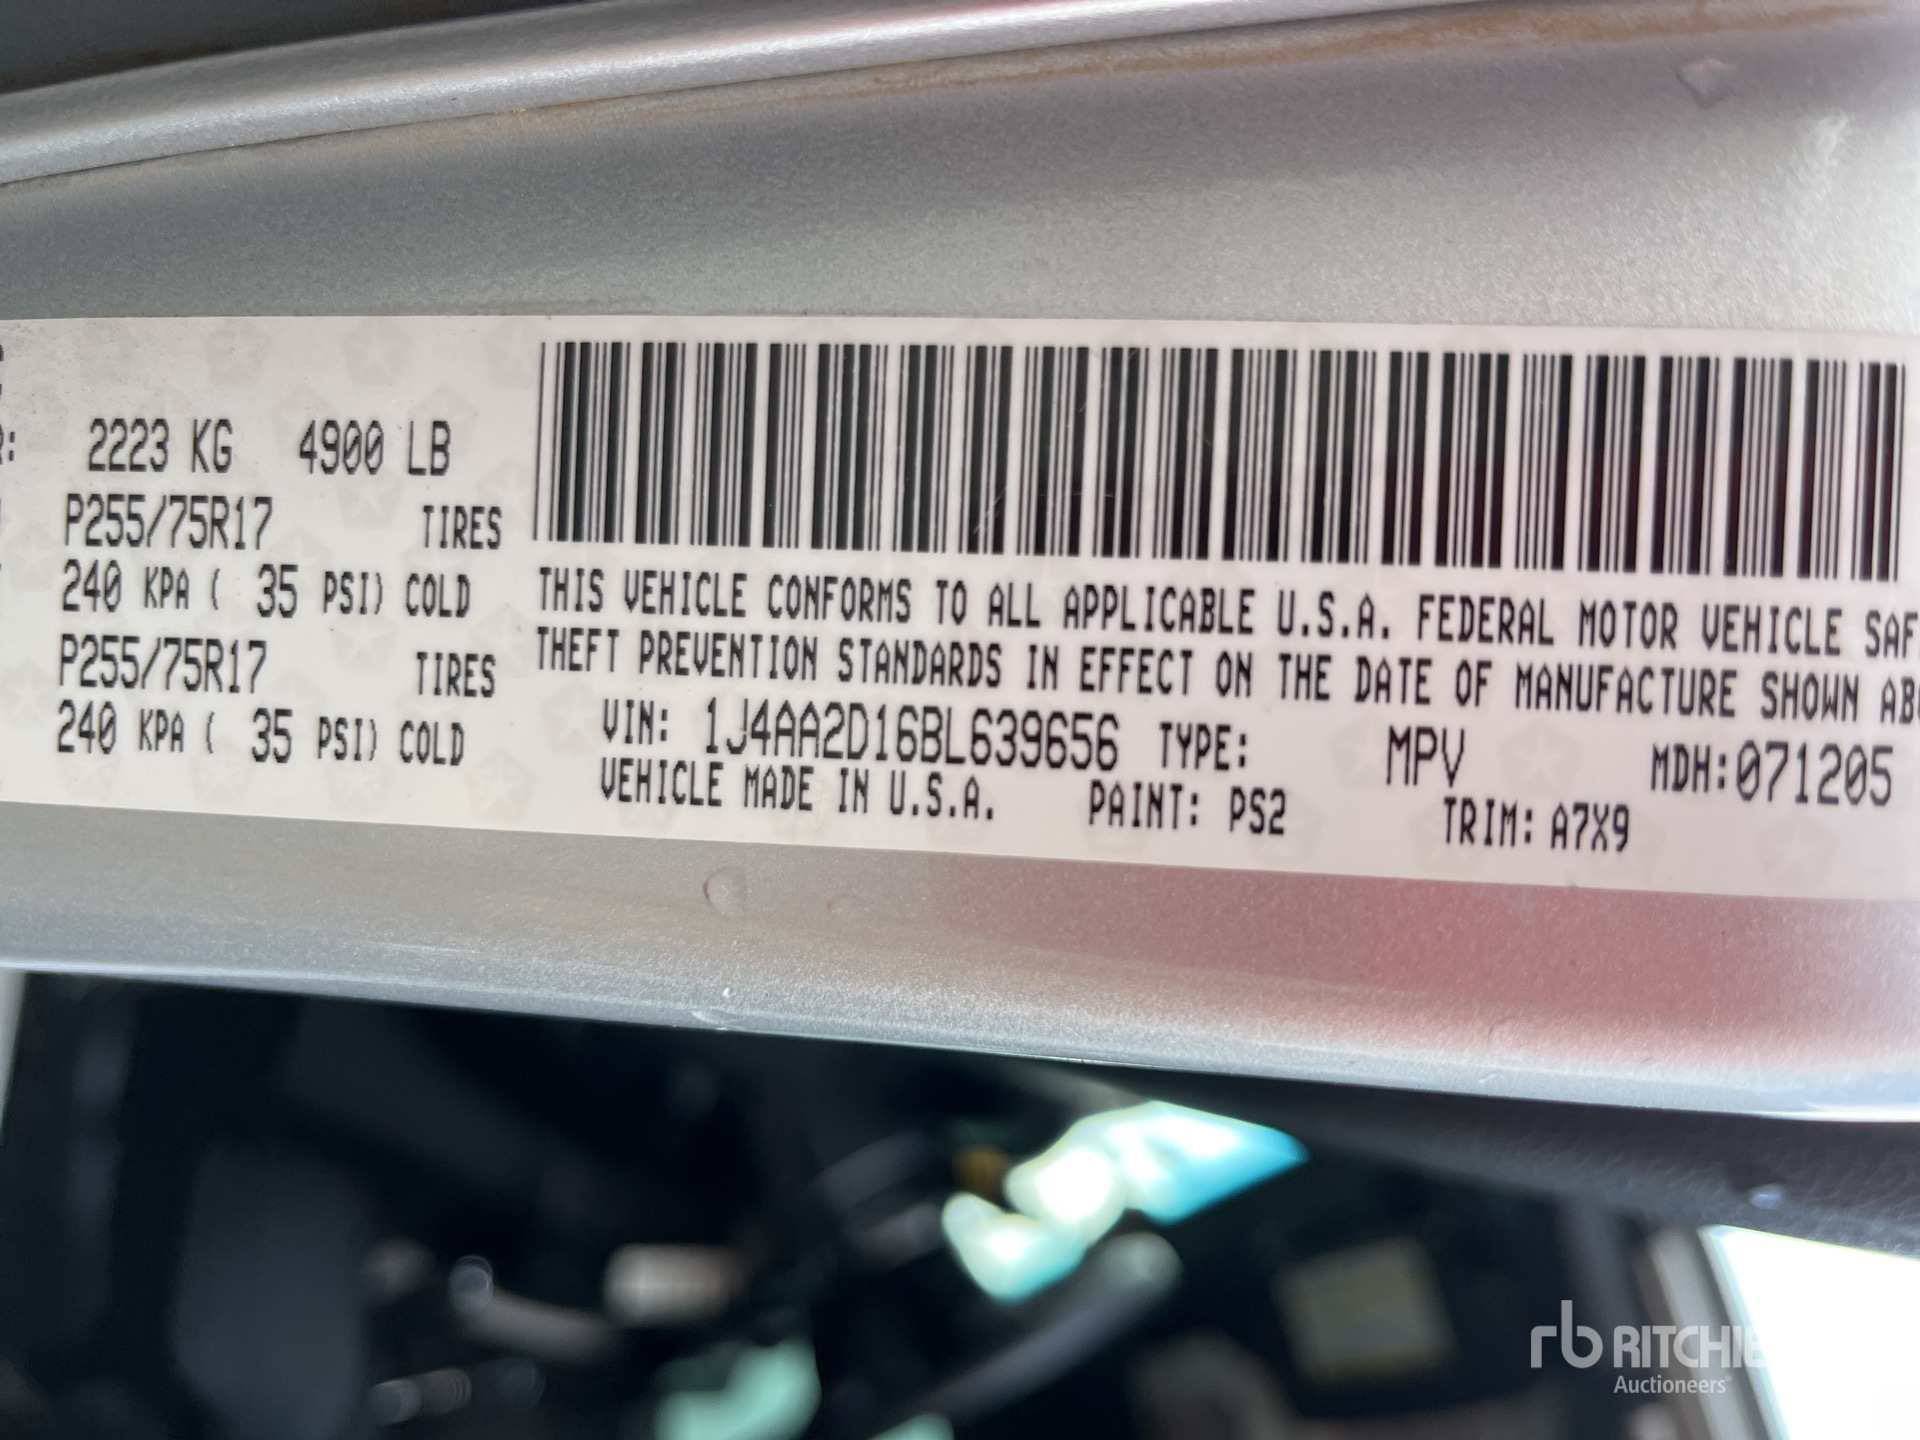 2223 KG 4900 LB
P255/75R17 TIRES
240 KPA ( 35 PSI) COLD
P255/75R17 TIRES
240 KPA ( 35 PSI) COLD
THIS VEHICLE CONFORMS TO ALL APPLICABLE U.S.A. FEDERAL MOTOR VEHICLE SAF
THEFT PREVENTION STANDARDS IN EFFECT ON THE DATE OF MANUFACTURE SHOWN AB
VIN: 1J4AA2D16BL639656 TYPE: MPV MDH:071205
VEHICLE MADE IN U.S.A. PAINT: PS2 TRIM: A7X9
rb RITCHIE
Auctioneers